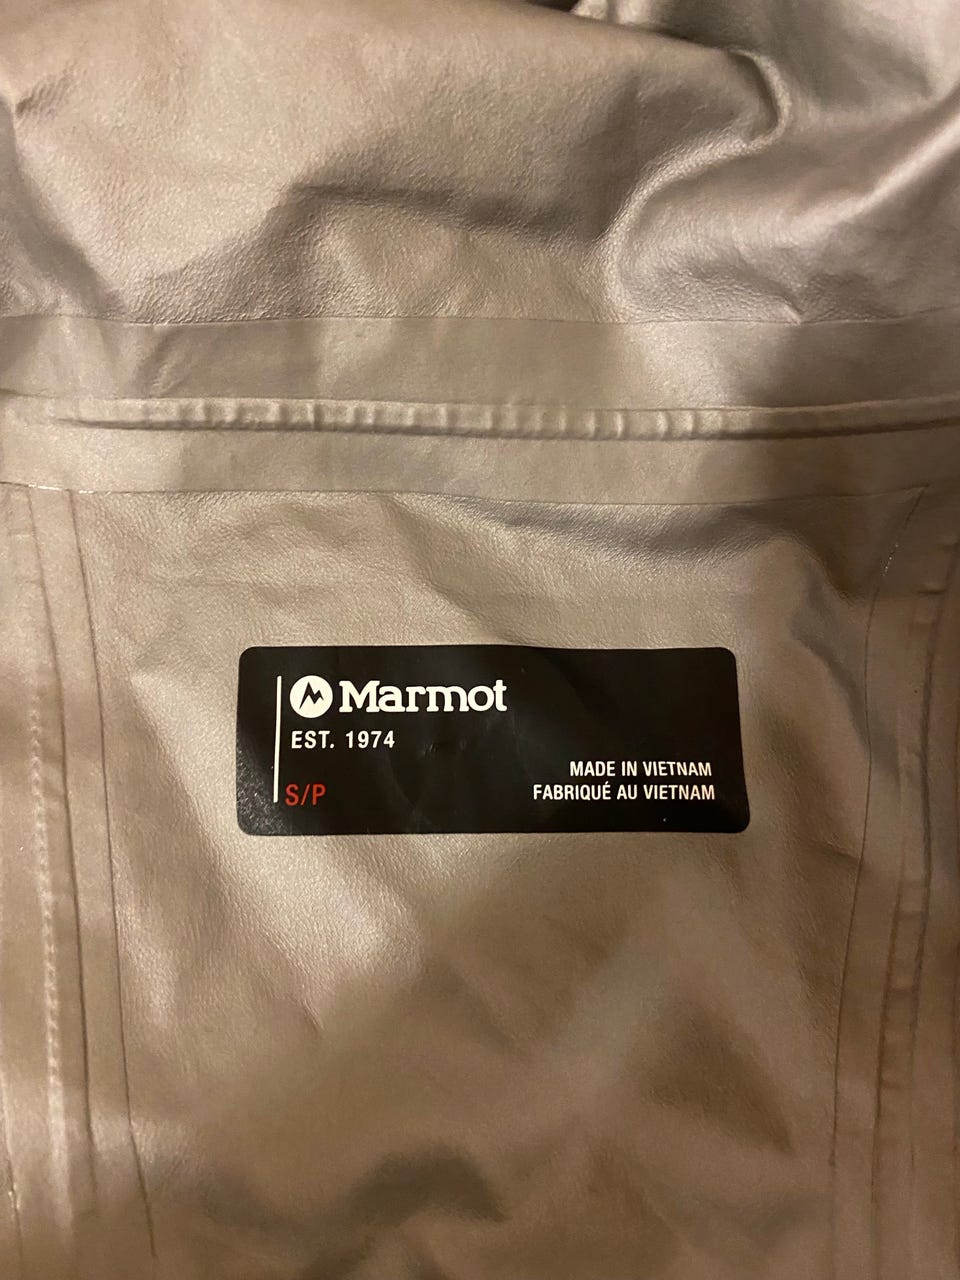 Marmot
EST. 1974
S/P
MADE IN VIETNAM
FABRIQUÉ AU VIETNAM